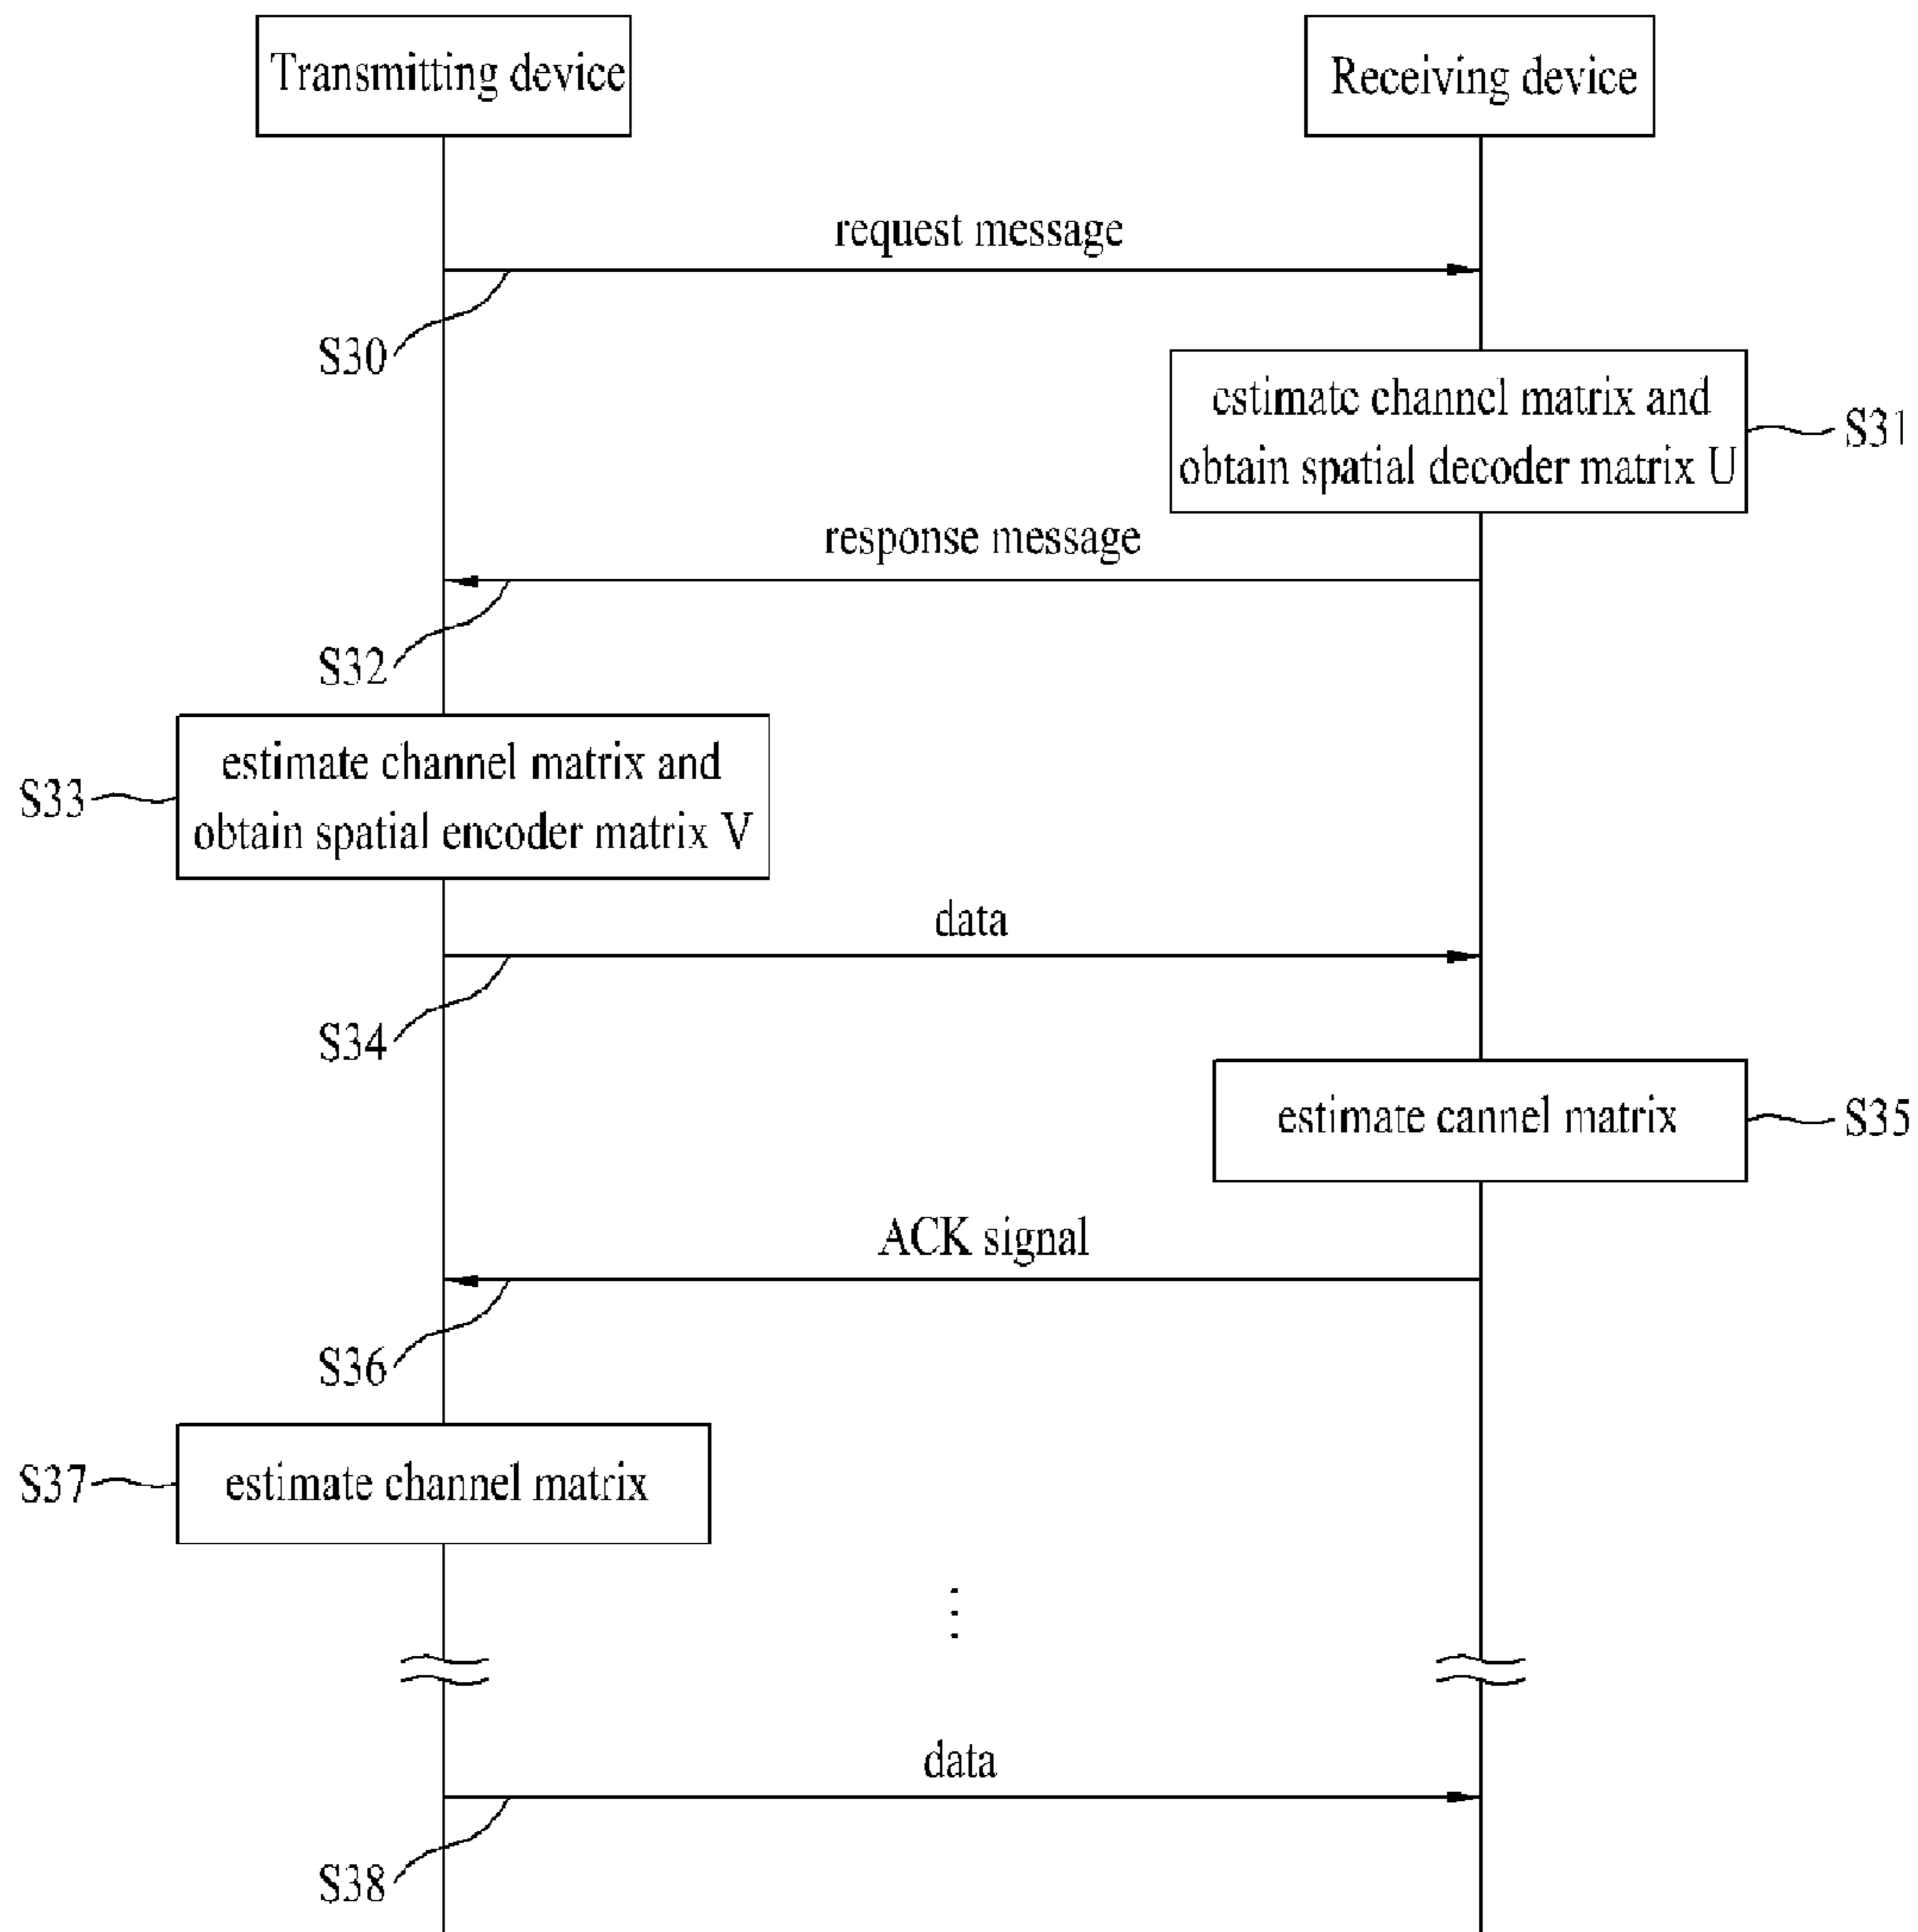 Transmitting device
Receiving device
request message
S30
estimate channel matrix and
obtain spatial decoder matrix U
S31
response message
S32
estimate channel matrix and
obtain spatial encoder matrix V
S33
data
S34
estimate cannel matrix
S35
ACK signal
S36
estimate channel matrix
S37
data
S38